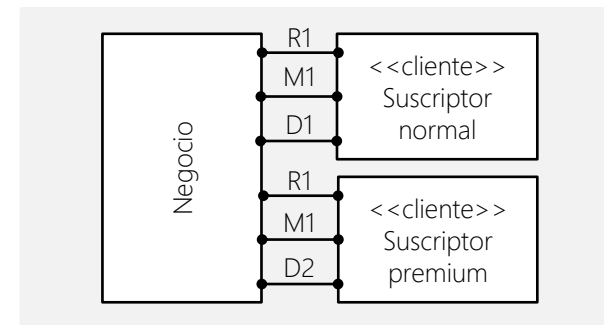 Negocio
R1
M1
D1
<<cliente>>
Suscriptor
normal
R1
M1
D2
<<cliente>>
Suscriptor
premium